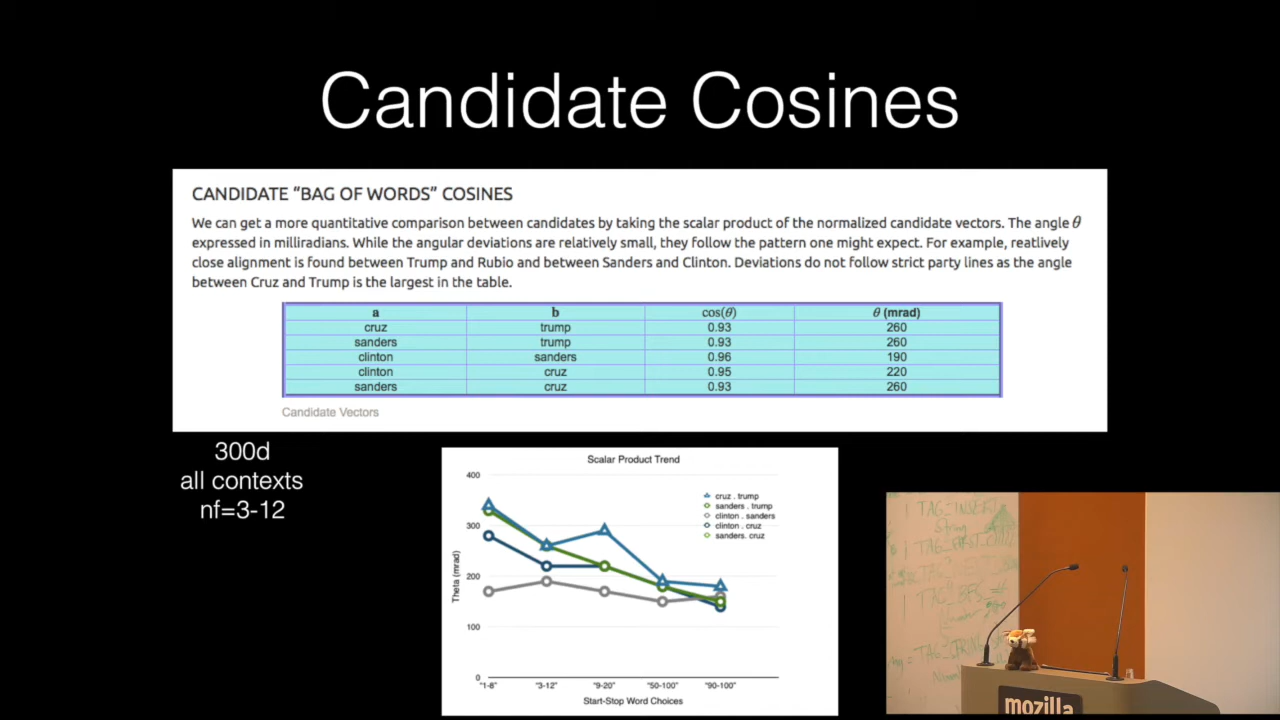 Candidate Cosines
CANDIDATE “BAG OF WORDS” COSINES
We can get a more quantitative comparison between candidates by taking the scalar product of the normalized candidate vectors. The angle θ
expressed in milliradians. While the angular deviations are relatively small, they follow the pattern one might expect. For example, reatlively
close alignment is found between Trump and Rubio and between Sanders and Clinton. Deviations do not follow strict party lines as the angle
between Cruz and Trump is the largest in the table.
a b cos(θ) θ (mrad)
cruz trump 0.93 260
sanders trump 0.93 260
clinton sanders 0.96 190
clinton cruz 0.95 220
sanders cruz 0.93 260
Candidate Vectors
300d
all contexts
nf=3-12
Scalar Product Trend
400
300
200
100
0
Theta (mrad)
cruz . trump
sanders . trump
clinton . sanders
clinton . cruz
sanders. cruz
"1-8" "3-12" "9-20" "50-100" "90-100"
Start-Stop Word Choices
TAG_INSERT
String
mozilla